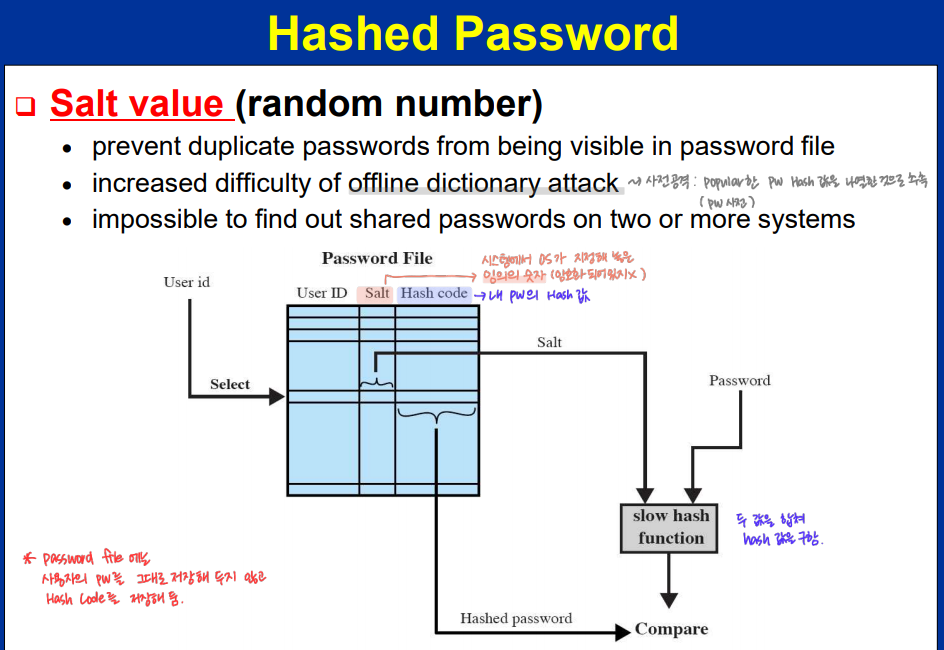 Hashed Password
❑ Salt value (random number)
• prevent duplicate passwords from being visible in password file
• increased difficulty of offline dictionary attack ~> 사전공격 : popular한 pw Hash 값을 나열한 것으로 추측
(pw 사전)
• impossible to find out shared passwords on two or more systems
Password File
시스템에서 OS가 지정해 놓은
임의의 숫자 (암호화 되어있지 X)
User id
User ID Salt Hash code → 내 pw의 Hash 값
Salt
Select
Password
slow hash
function
두 값을 합쳐
hash 값을 구함.
* password file 에는
사용자의 pw를 그대로 저장해 두지 않고
Hash Code를 저장해 둠.
Hashed password
Compare